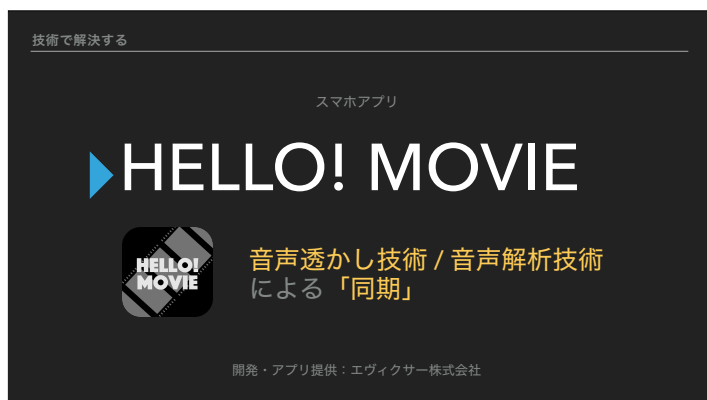 技術で解決する
スマホアプリ
HELLO! MOVIE
HELLO!
MOVIE
音声透かし技術 / 音声解析技術
による「同期」
開発・アプリ提供：エヴィクサー株式会社